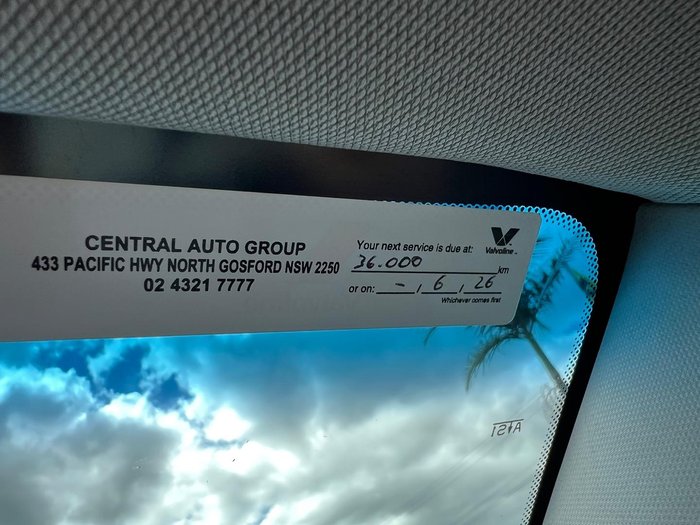 CENTRAL AUTO GROUP
433 PACIFIC HWY NORTH GOSFORD NSW 2250
02 4321 7777
Your next service is due at:
36.000 km
or on: - , 6 , 26
Whichever comes first
Valvoline